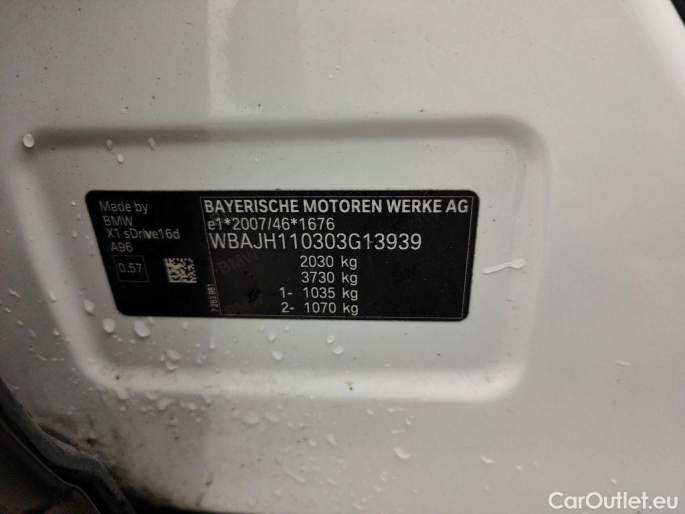 Made by
BMW
X1 sDrive16d
A96
0.57
BAYERISCHE MOTOREN WERKE AG
e1*2007/46*1676
WBAJH110303G13939
2030 kg
3730 kg
1- 1035 kg
2- 1070 kg
CarOutlet.eu